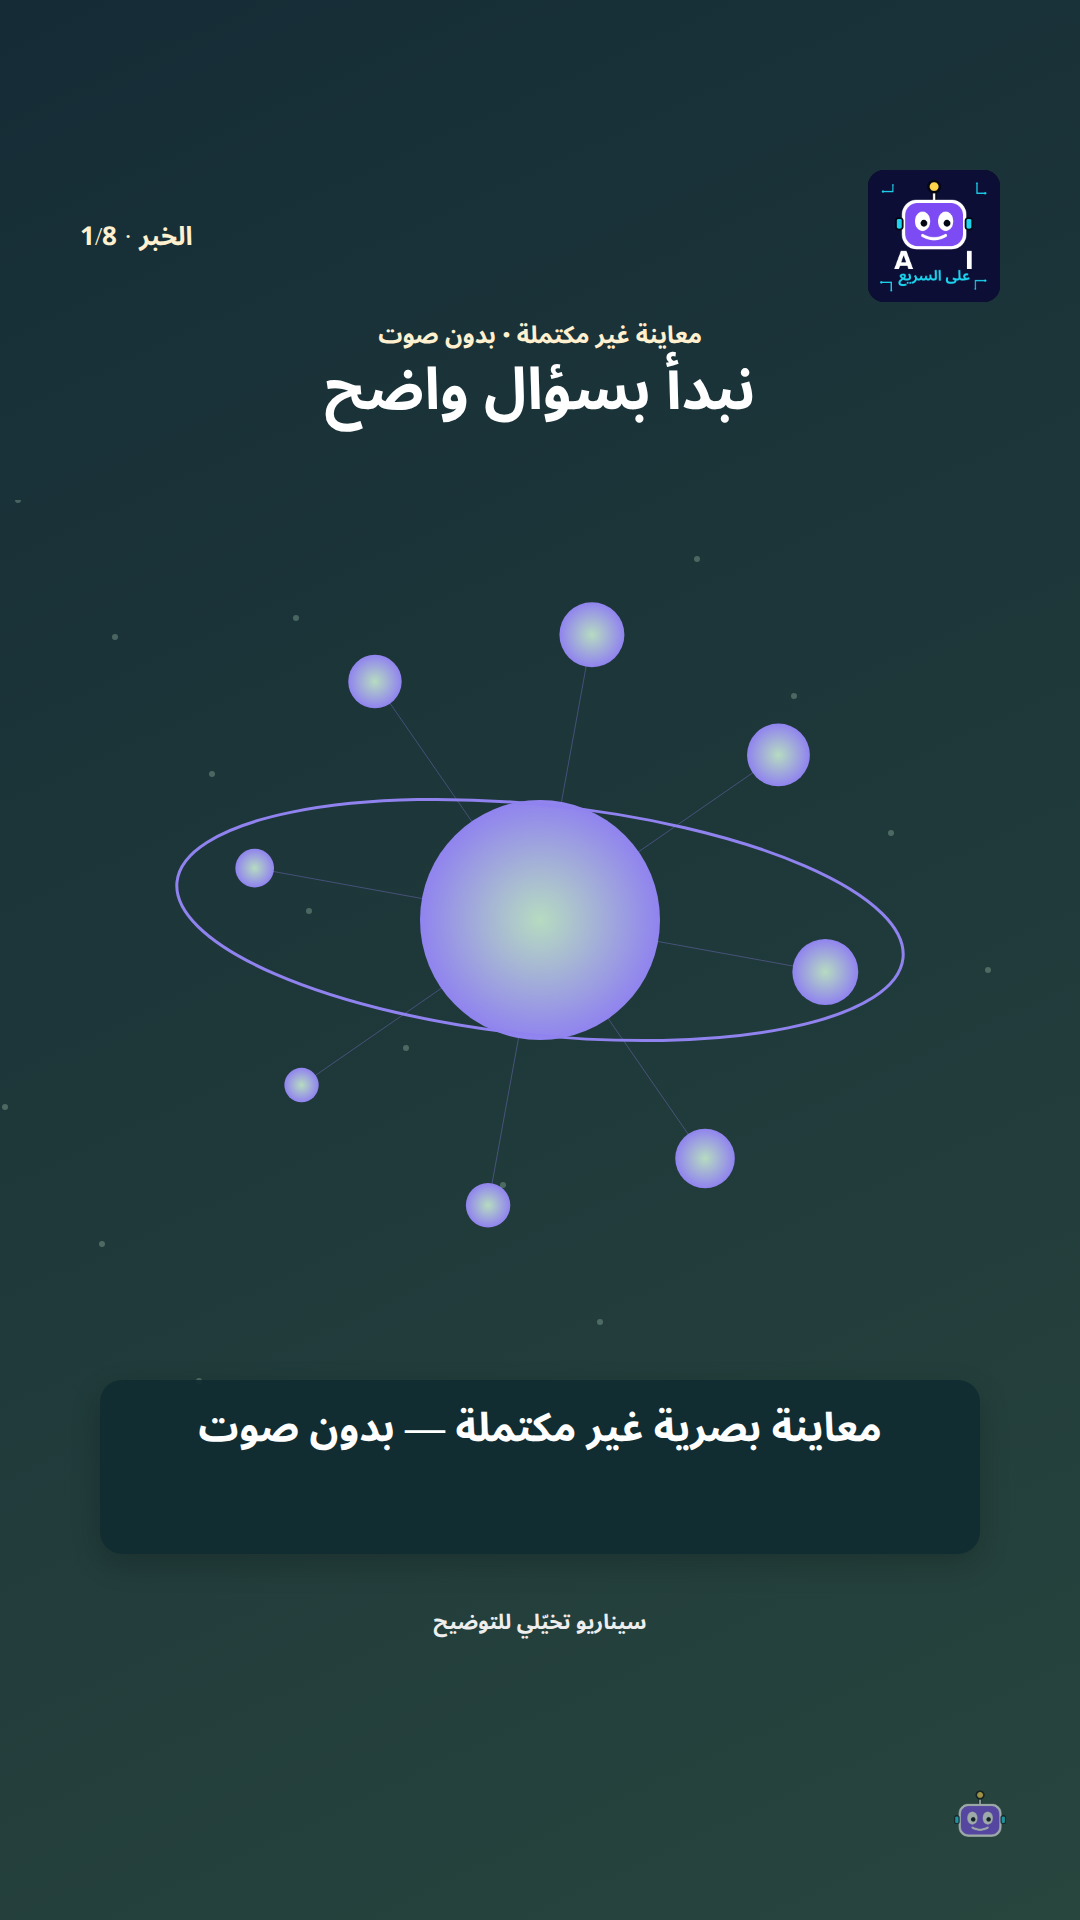 A I
على السريع
الخبر · 1/8
معاينة غير مكتملة • بدون صوت
نبدأ بسؤال واضح
معاينة بصرية غير مكتملة — بدون صوت
سيناريو تخيّلي للتوضيح